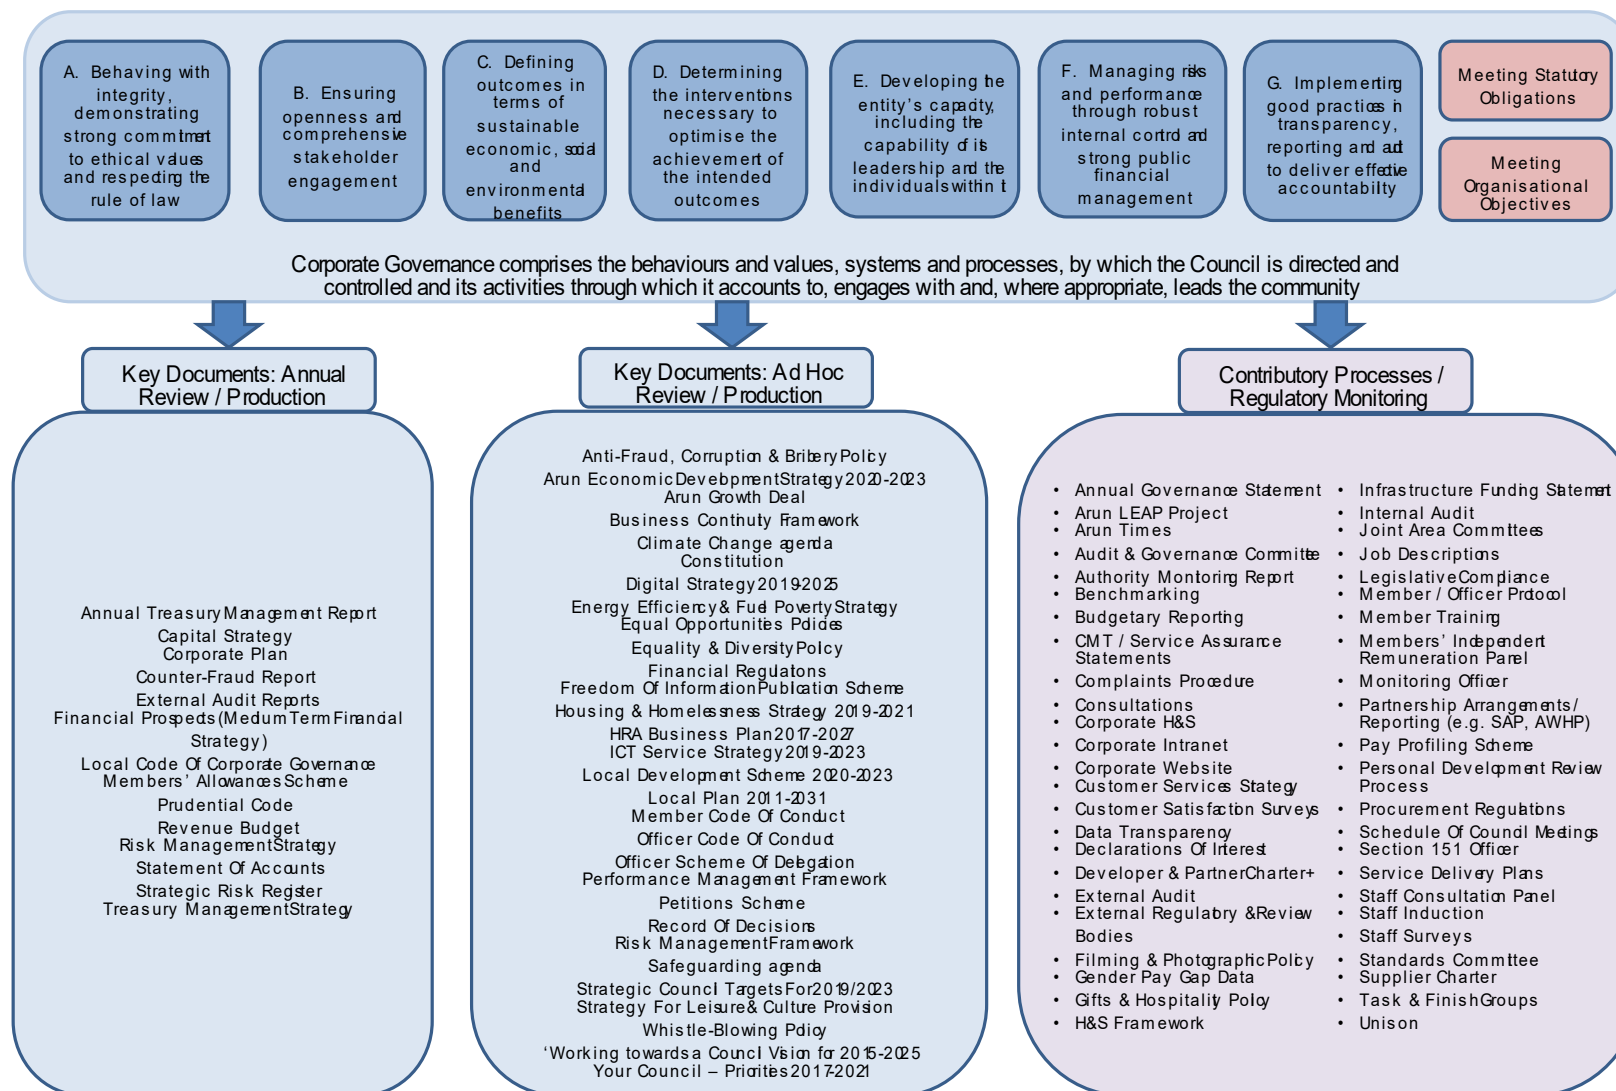 A. Behaving with
integrity,
demonstrating
strong commitment
to ethical values
and respecting the
rule of law
B. Ensuring
openness and
comprehensive
stakeholder
engagement
C. Defining
outcomes in
terms of
sustainable
economic, social
and
environmental
benefits
D. Determining
the interventions
necessary to
optimise the
achievement of
the intended
outcomes
E. Developing the
entity's capacity,
including the
capability of its
leadership and the
individuals within it
F. Managing risks
and performance
through robust
internal control and
strong public
financial
management
G. Implementing
good practices in
transparency,
reporting and audit
to deliver effective
accountability
Meeting Statutory
Obligations
Meeting
Organisational
Objectives
Corporate Governance comprises the behaviours and values, systems and processes, by which the Council is directed and
controlled and its activities through which it accounts to, engages with and, where appropriate, leads the community
Key Documents: Annual
Review / Production
Annual Treasury Management Report
Capital Strategy
Corporate Plan
Counter-Fraud Report
External Audit Reports
Financial Prospects (Medium Term Financial
Strategy)
Local Code Of Corporate Governance
Members' Allowances Scheme
Prudential Code
Revenue Budget
Risk Management Strategy
Statement Of Accounts
Strategic Risk Register
Treasury Management Strategy
Key Documents: Ad Hoc
Review / Production
Anti-Fraud, Corruption & Bribery Policy
Arun Economic Development Strategy 2020-2023
Arun Growth Deal
Business Continuity Framework
Climate Change agenda
Constitution
Digital Strategy 2019-2025
Energy Efficiency & Fuel Poverty Strategy
Equal Opportunities Policies
Equality & Diversity Policy
Financial Regulations
Freedom Of Information Publication Scheme
Housing & Homelessness Strategy 2019-2021
HRA Business Plan 2017-2027
ICT Service Strategy 2019-2023
Local Development Scheme 2020-2023
Local Plan 2011-2031
Member Code Of Conduct
Officer Code Of Conduct
Officer Scheme Of Delegation
Performance Management Framework
Petitions Scheme
Record Of Decisions
Risk Management Framework
Safeguarding agenda
Strategic Council Targets For 2019/2023
Strategy For Leisure & Culture Provision
Whistle-Blowing Policy
'Working towards a Council Vision for 2015-2025
Your Council – Priorities 2017-2021
Contributory Processes /
Regulatory Monitoring
• Annual Governance Statement
• Arun LEAP Project
• Arun Times
• Audit & Governance Committee
• Authority Monitoring Report
• Benchmarking
• Budgetary Reporting
• CMT / Service Assurance
Statements
• Complaints Procedure
• Consultations
• Corporate H&S
• Corporate Intranet
• Corporate Website
• Customer Services Strategy
• Customer Satisfaction Surveys
• Data Transparency
• Declarations Of Interest
• Developer & Partner Charter+
• External Audit
• External Regulatory & Review
Bodies
• Filming & Photographic Policy
• Gender Pay Gap Data
• Gifts & Hospitality Policy
• H&S Framework
• Infrastructure Funding Statement
• Internal Audit
• Joint Area Committees
• Job Descriptions
• Legislative Compliance
• Member / Officer Protocol
• Member Training
• Members' Independent
Remuneration Panel
• Monitoring Officer
• Partnership Arrangements /
Reporting (e.g. SAP, AWHP)
• Pay Profiling Scheme
• Personal Development Review
Process
• Procurement Regulations
• Schedule Of Council Meetings
• Section 151 Officer
• Service Delivery Plans
• Staff Consultation Panel
• Staff Induction
• Staff Surveys
• Standards Committee
• Supplier Charter
• Task & Finish Groups
• Unison